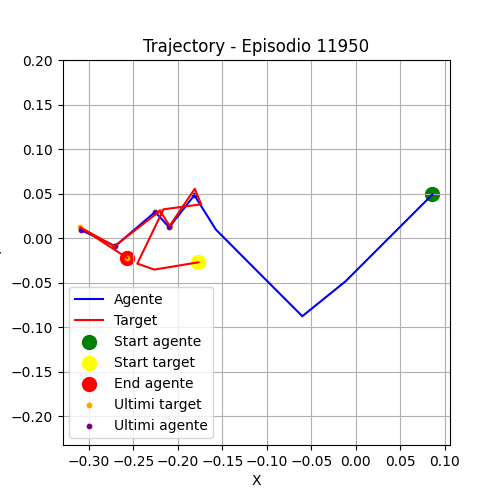 Trajectory - Episodio 11950
0.20
0.15
0.10
0.05
0.00
−0.05
−0.10
−0.15
−0.20
Agente
Target
Start agente
Start target
End agente
Ultimi target
Ultimi agente
−0.30 −0.25 −0.20 −0.15 −0.10 −0.05 0.00 0.05 0.10
X